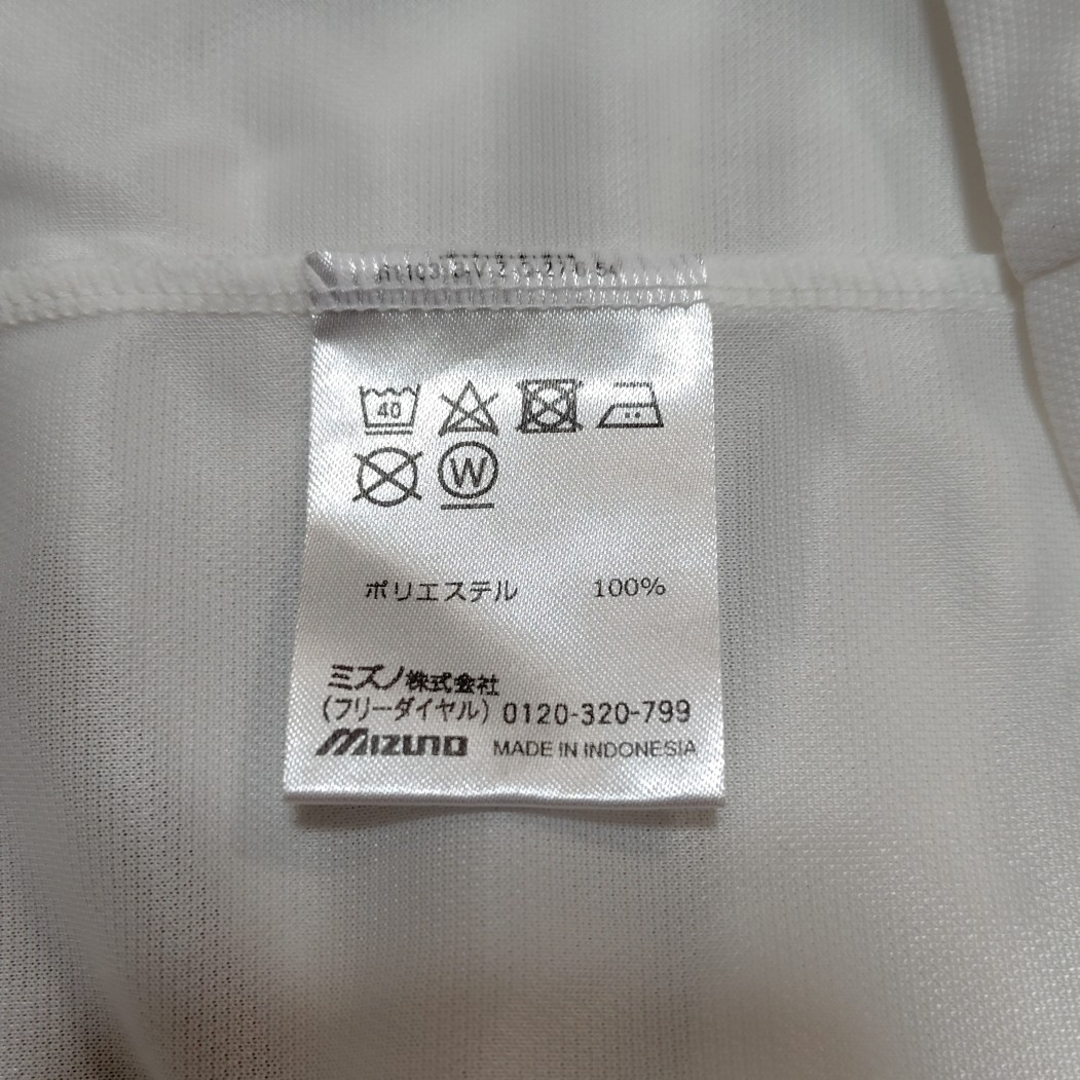 40
W
ポリエステル 100%
ミズノ株式会社
(フリーダイヤル) 0120-320-799
MIZUNO MADE IN INDONESIA